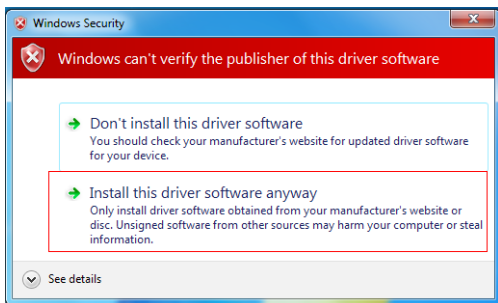 Windows Security
Windows can't verify the publisher of this driver software
Don't install this driver software
You should check your manufacturer's website for updated driver software
for your device.
Install this driver software anyway
Only install driver software obtained from your manufacturer's website or
disc. Unsigned software from other sources may harm your computer or steal
information.
See details